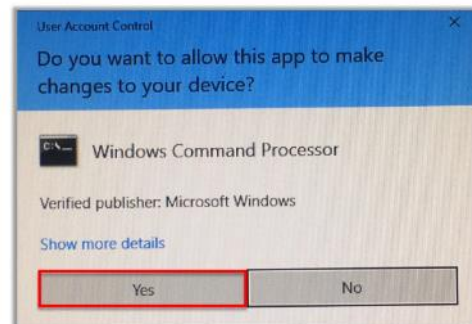 User Account Control
Do you want to allow this app to make
changes to your device?
C:\_
Windows Command Processor
Verified publisher: Microsoft Windows
Show more details
Yes
No